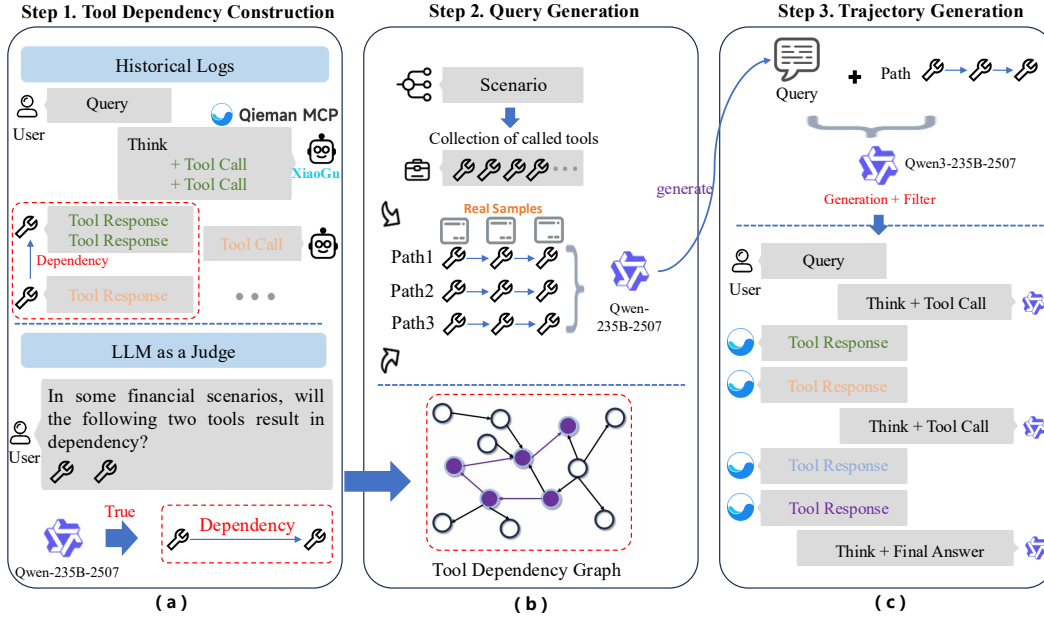 Step 1. Tool Dependency Construction
Historical Logs
Query
User
Qieman MCP
Think
+ Tool Call
+ Tool Call
XiaoGu
Tool Response
Tool Response
Tool Call
Dependency
Tool Response
LLM as a Judge
In some financial scenarios, will
the following two tools result in
dependency?
User
True
Dependency
Qwen-235B-2507
( a )
Step 2. Query Generation
Scenario
Collection of called tools
generate
Real Samples
Path1
Path2
Path3
Qwen-
235B-2507
Tool Dependency Graph
( b )
Step 3. Trajectory Generation
Query
+
Path
Qwen3-235B-2507
Generation + Filter
Query
User
Think + Tool Call
Tool Response
Tool Response
Think + Tool Call
Tool Response
Tool Response
Think + Final Answer
( c )